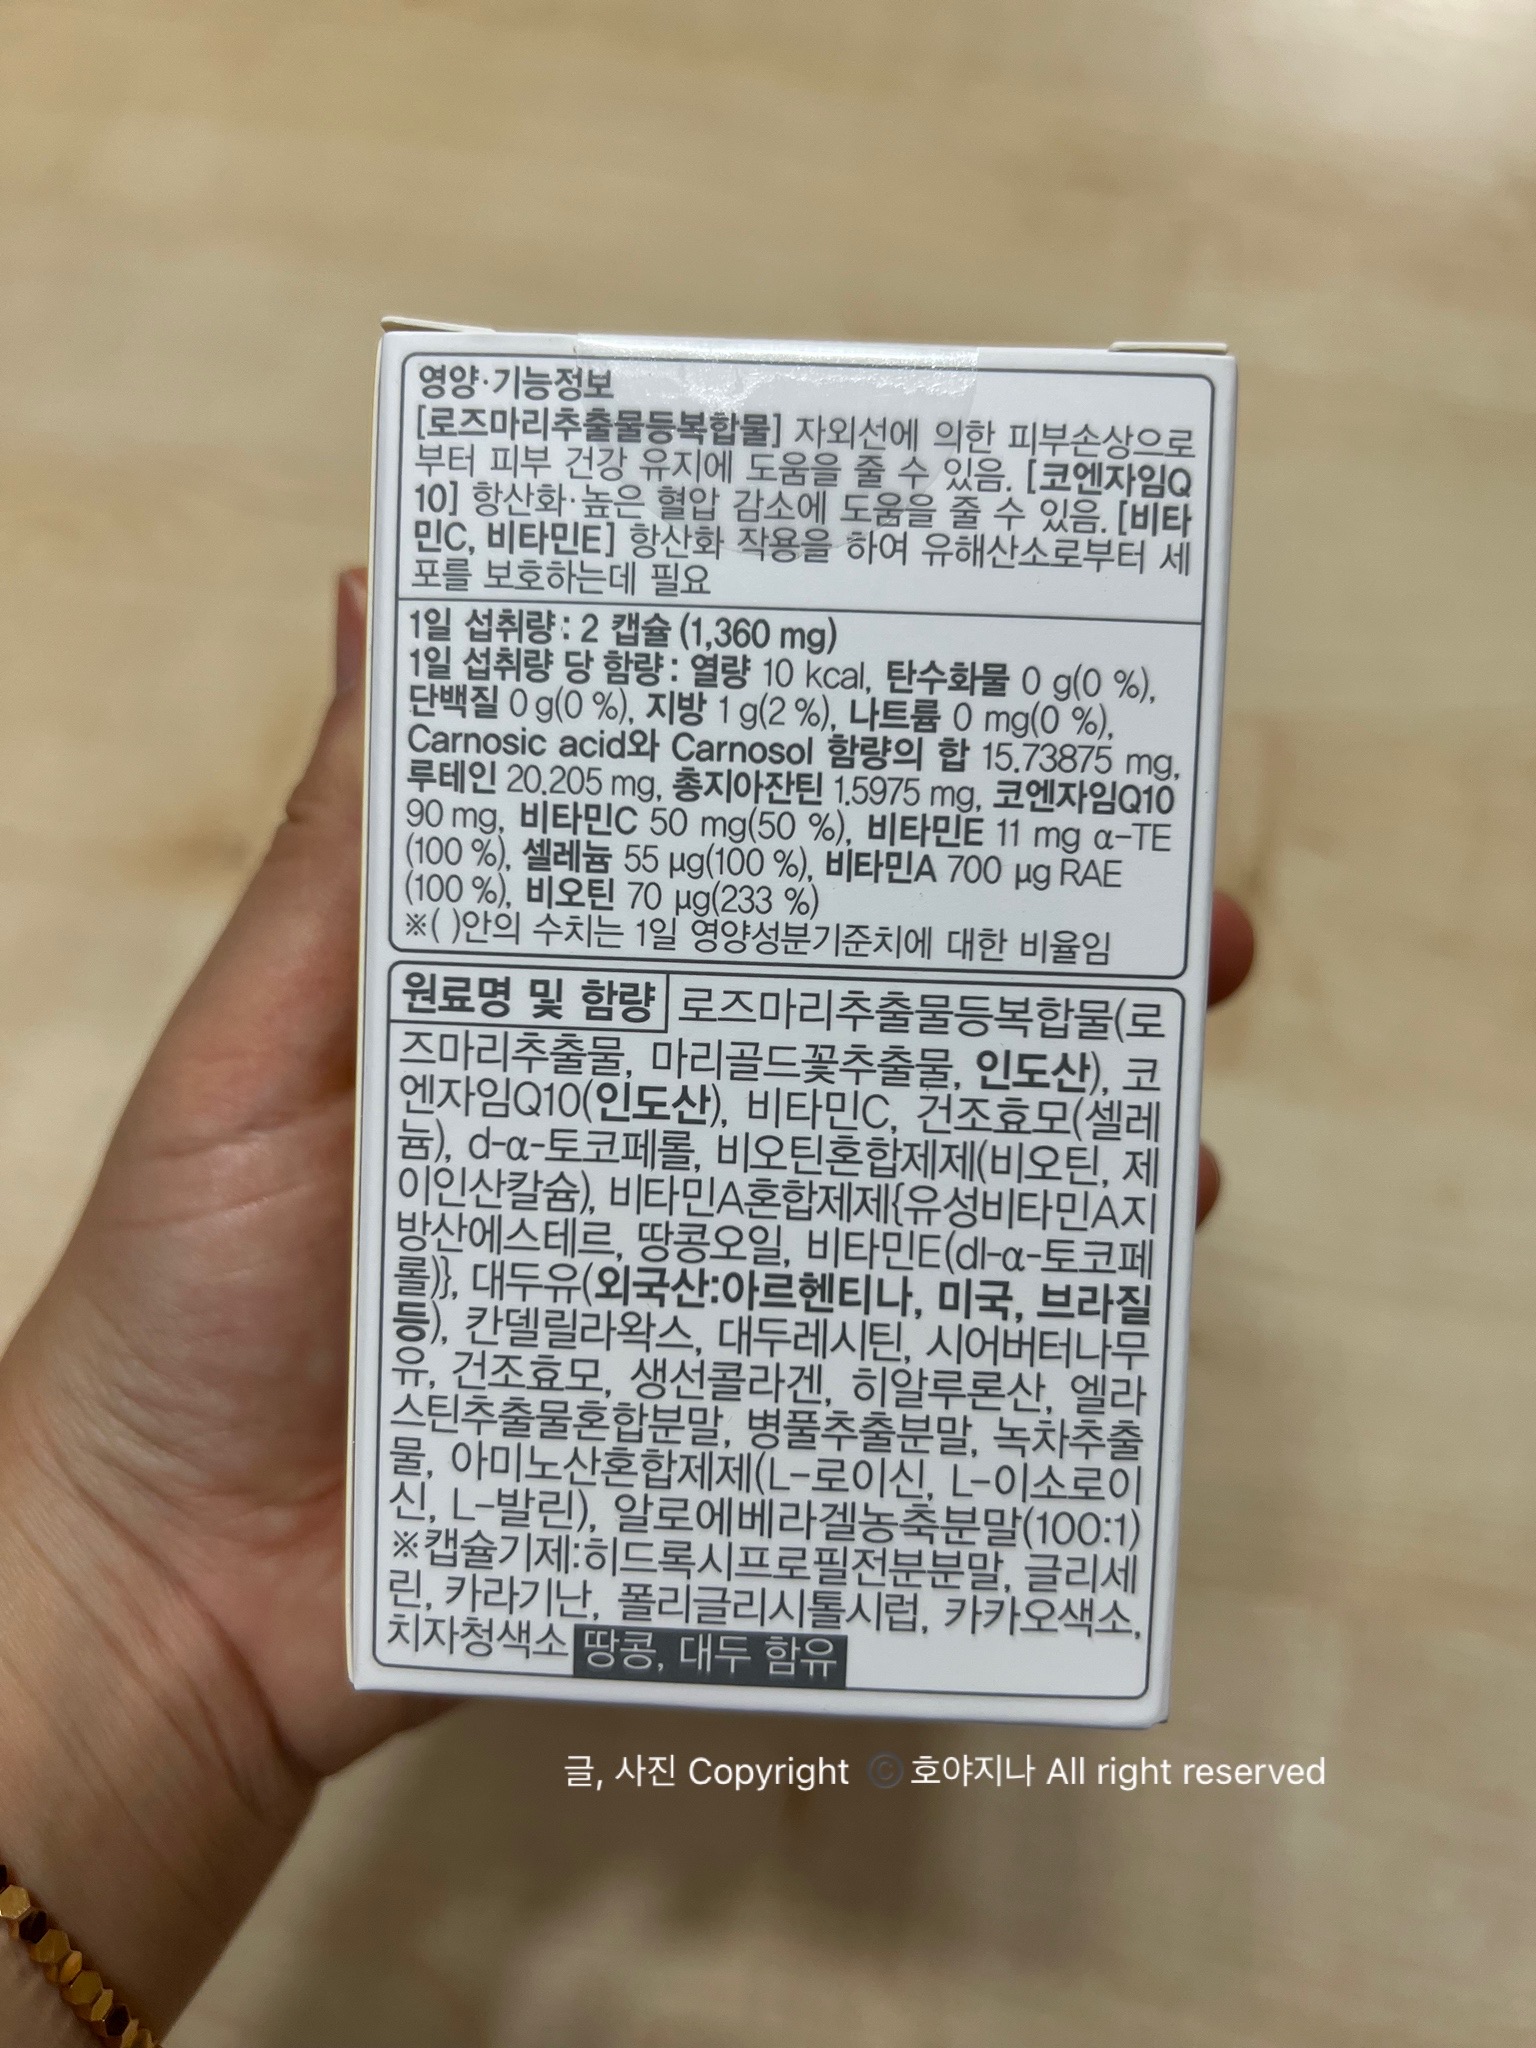 영양·기능정보
[로즈마리추출물등복합물] 자외선에 의한 피부손상으로
부터 피부 건강 유지에 도움을 줄 수 있음. [코엔자임Q
10] 항산화·높은 혈압 감소에 도움을 줄 수 있음. [비타
민C, 비타민E] 항산화 작용을 하여 유해산소로부터 세
포를 보호하는데 필요
1일 섭취량 : 2 캡슐 (1,360 mg)
1일 섭취량 당 함량 : 열량 10 kcal, 탄수화물 0 g(0 %),
단백질 0 g(0 %), 지방 1 g(2 %), 나트륨 0 mg(0 %),
Carnosic acid와 Carnosol 함량의 합 15.73875 mg,
루테인 20.205 mg, 총지아잔틴 1.5975 mg, 코엔자임Q10
90 mg, 비타민C 50 mg(50 %), 비타민E 11 mg α-TE
(100 %), 셀레늄 55 μg(100 %), 비타민A 700 μg RAE
(100 %), 비오틴 70 μg(233 %)
※( )안의 수치는 1일 영양성분기준치에 대한 비율임
원료명 및 함량 로즈마리추출물등복합물(로
즈마리추출물, 마리골드꽃추출물, 인도산), 코
엔자임Q10(인도산), 비타민C, 건조효모(셀레
늄), d-α-토코페롤, 비오틴혼합제제(비오틴, 제
이인산칼슘), 비타민A혼합제제{유성비타민A지
방산에스테르, 땅콩오일, 비타민E(dl-α-토코페
롤)}, 대두유(외국산:아르헨티나, 미국, 브라질
등), 칸델릴라왁스, 대두레시틴, 시어버터나무
유, 건조효모, 생선콜라겐, 히알루론산, 엘라
스틴추출물혼합분말, 병풀추출분말, 녹차추출
물, 아미노산혼합제제(L-로이신, L-이소로이
신, L-발린), 알로에베라겔농축분말(100:1)
※캡슐기제:히드록시프로필전분분말, 글리세
린, 카라기난, 폴리글리시톨시럽, 카카오색소,
치자청색소 땅콩, 대두 함유
글, 사진 Copyright ⓒ호야지나 All right reserved